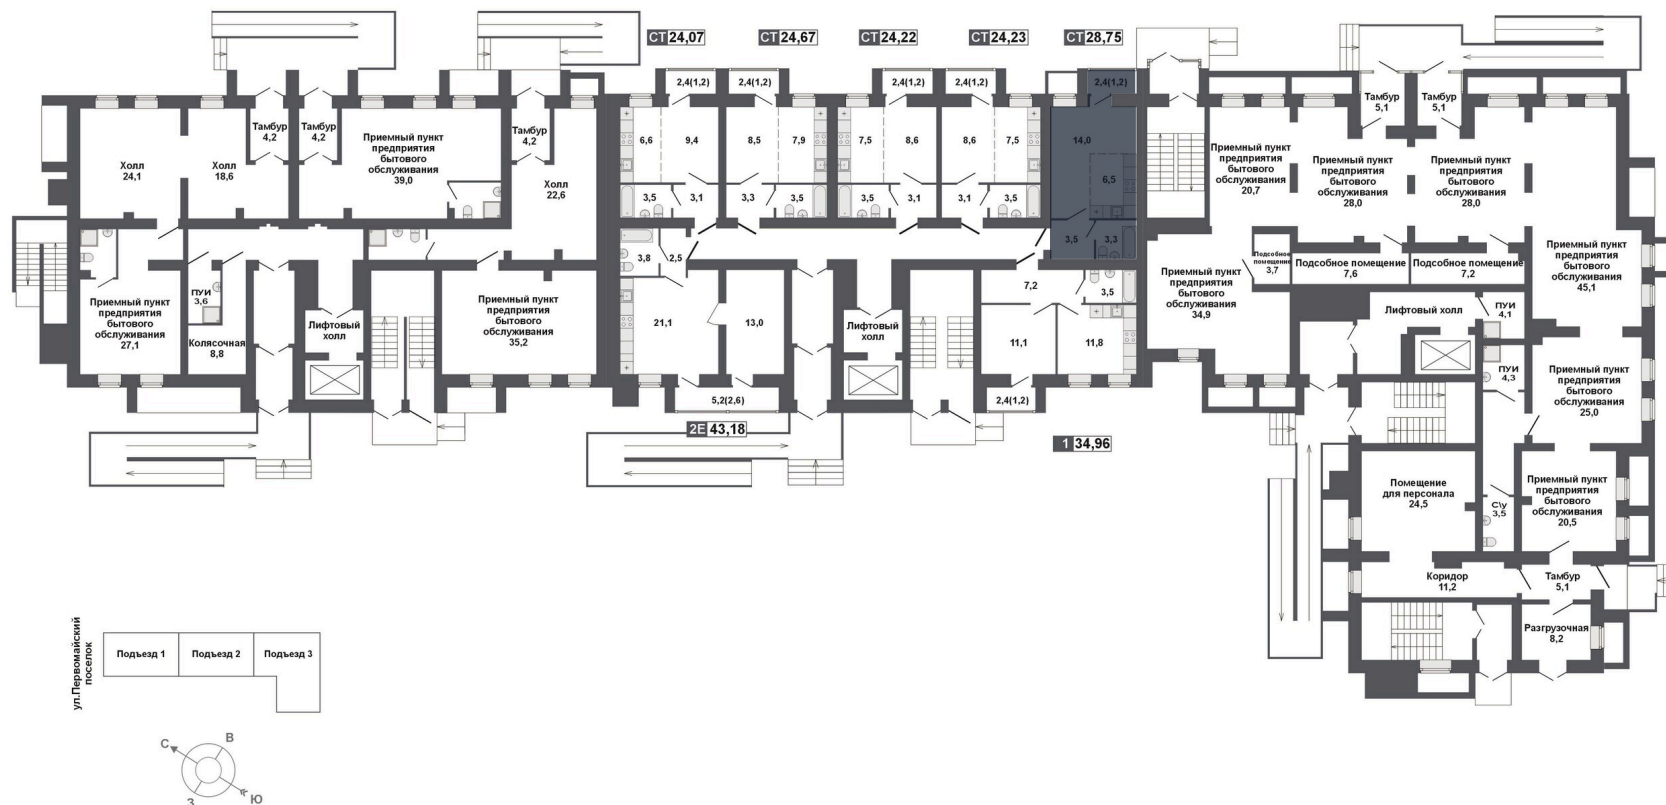 СТ 24,07
СТ 24,67
СТ 24,22
СТ 24,23
СТ 28,75
2,4(1,2)
2,4(1,2)
2,4(1,2)
2,4(1,2)
2,4(1,2)
Холл
24,1
Холл
18,6
Тамбур
4,2
Тамбур
4,2
Приемный пункт
предприятия
бытового
обслуживания
39,0
Тамбур
4,2
Холл
22,6
6,6
9,4
3,5
3,1
8,5
7,9
3,3
3,5
7,5
8,6
3,5
3,1
8,6
7,5
3,1
3,5
14,0
6,5
3,5
3,3
Приемный пункт
предприятия
бытового
обслуживания
20,7
Приемный пункт
предприятия
бытового
обслуживания
28,0
Тамбур
5,1
Тамбур
5,1
Приемный пункт
предприятия
бытового
обслуживания
28,0
Приемный пункт
предприятия
бытового
обслуживания
27,1
ПУИ
3,6
Колясочная
8,8
Лифтовый
холл
Приемный пункт
предприятия
бытового
обслуживания
35,2
3,8
2,5
21,1
13,0
5,2(2,6)
2Е 43,18
Лифтовый
холл
7,2
3,5
11,1
11,8
2,4(1,2)
1 34,96
Приемный пункт
предприятия
бытового
обслуживания
34,9
Подсобное
помещение
3,7
Подсобное помещение
7,6
Подсобное помещение
7,2
Приемный пункт
предприятия
бытового
обслуживания
45,1
Лифтовый холл
ПУИ
4,1
ПУИ
4,3
Приемный пункт
предприятия
бытового
обслуживания
25,0
Помещение
для персонала
24,5
С\у
3,5
Приемный пункт
предприятия
бытового
обслуживания
20,5
Коридор
11,2
Тамбур
5,1
Разгрузочная
8,2
ул.Первомайский
поселок
Подъезд 1
Подъезд 2
Подъезд 3
С
В
З
Ю